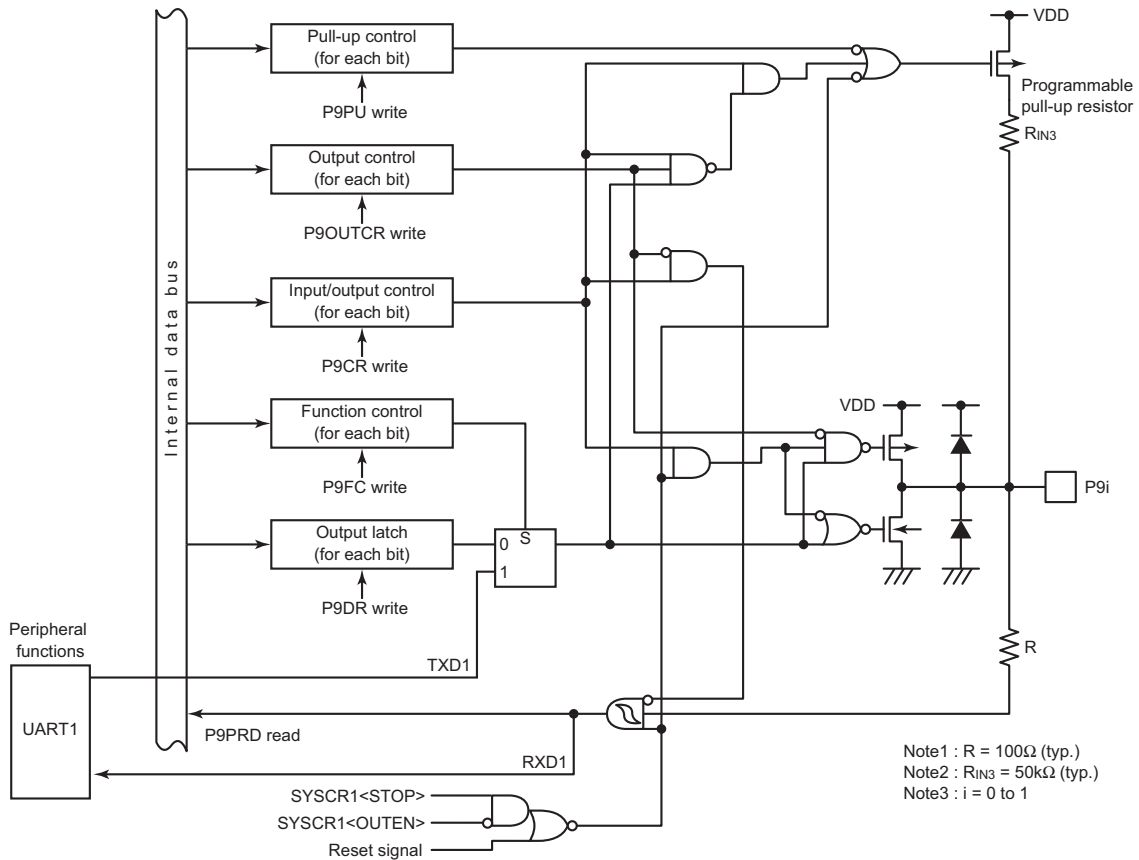 VDD
Pull-up control
(for each bit)
P9PU write
Programmable
pull-up resistor
RIN3
Output control
(for each bit)
P9OUTCR write
Internal data bus
Input/output control
(for each bit)
P9CR write
Function control
(for each bit)
P9FC write
VDD
P9i
Output latch
(for each bit)
P9DR write
0 S
1
Peripheral
functions
UART1
TXD1
R
P9PRD read
RXD1
SYSCR1<STOP>
SYSCR1<OUTEN>
Reset signal
Note1 : R = 100Ω (typ.)
Note2 : RIN3 = 50kΩ (typ.)
Note3 : i = 0 to 1